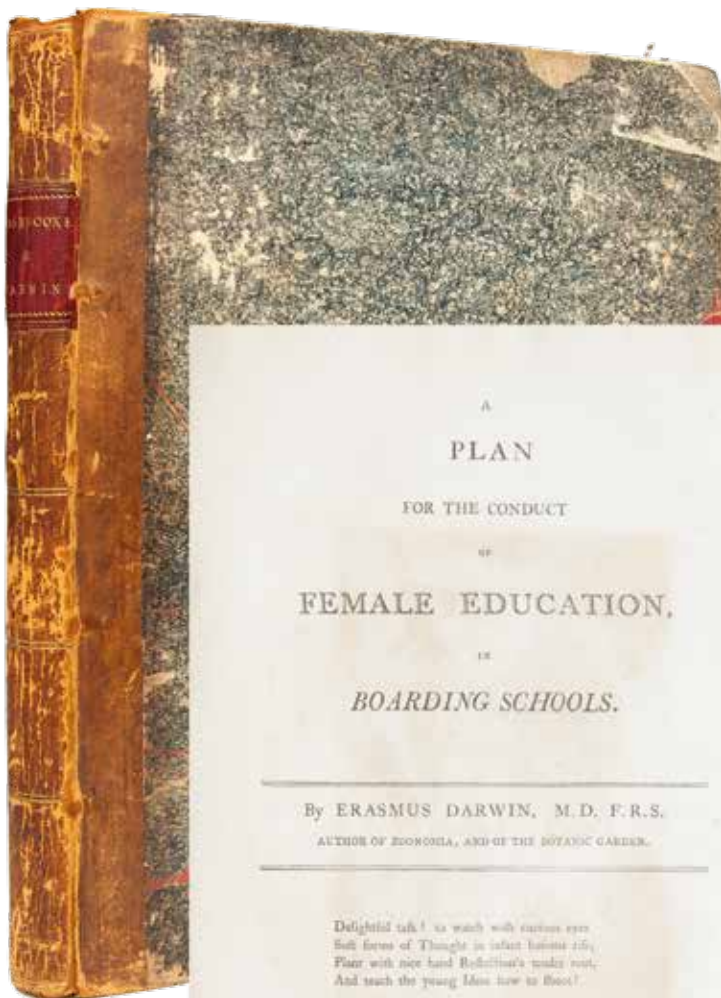 A
PLAN
FOR THE CONDUCT
OF
FEMALE EDUCATION,
IN
BOARDING SCHOOLS.
By ERASMUS DARWIN, M.D. F.R.S.
AUTHOR OF ZOONOMIA, AND OF THE BOTANIC GARDEN.
Delightful task! to watch with curious eyes
Soft forms of Thought in infant bosoms rise,
Plant with nice hand Reflection's tender root,
And teach the young Ideas how to shoot!